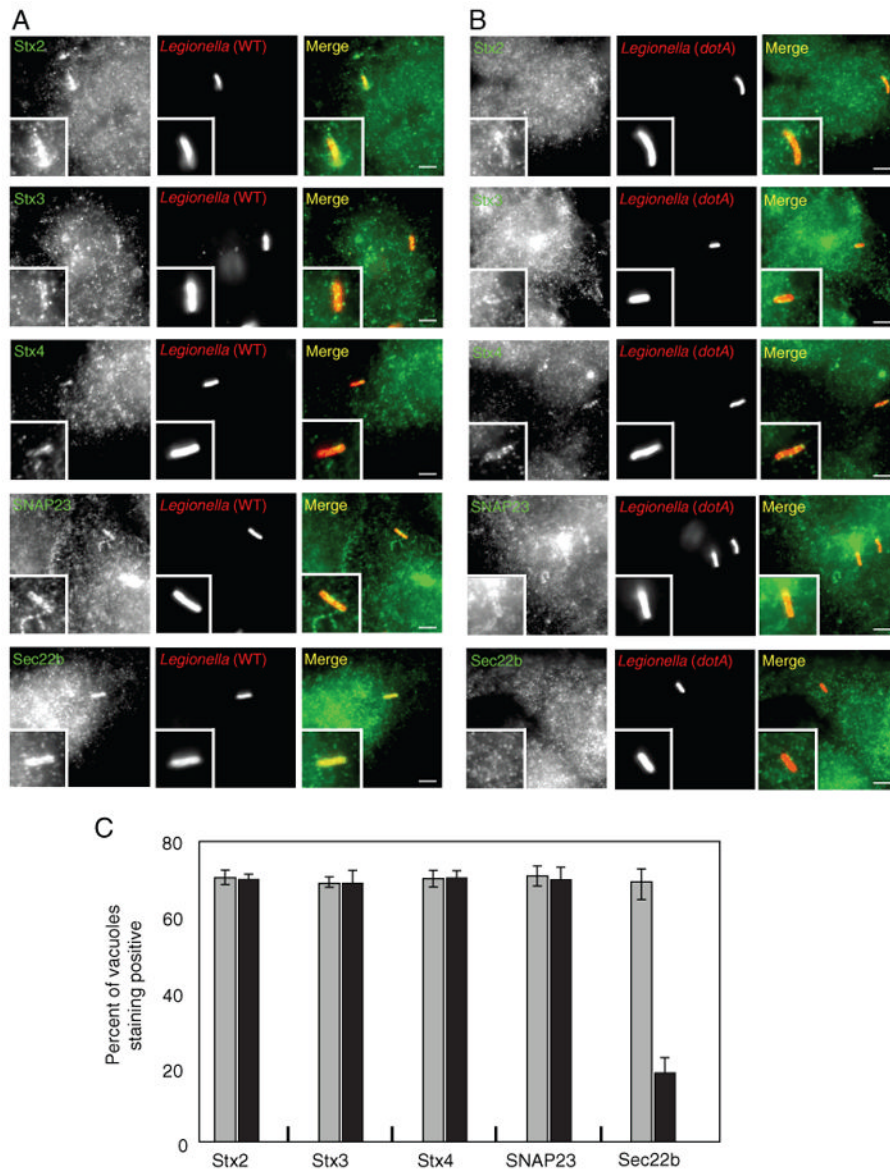 A
Stx2 Legionella (WT) Merge
Stx3 Legionella (WT) Merge
Stx4 Legionella (WT) Merge
SNAP23 Legionella (WT) Merge
Sec22b Legionella (WT) Merge
B
Stx2 Legionella (dotA) Merge
Stx3 Legionella (dotA) Merge
Stx4 Legionella (dotA) Merge
SNAP23 Legionella (dotA) Merge
Sec22b Legionella (dotA) Merge
C
Percent of vacuoles
staining positive
80
60
40
20
0
Stx2 Stx3 Stx4 SNAP23 Sec22b